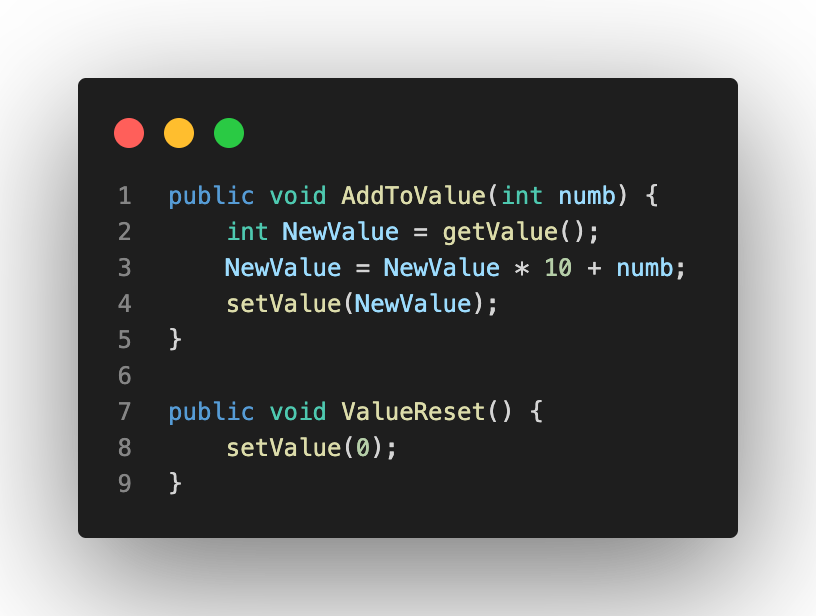 1 public void AddToValue(int numb) {
2     int NewValue = getValue();
3     NewValue = NewValue * 10 + numb;
4     setValue(NewValue);
5 }
6
7 public void ValueReset() {
8     setValue(0);
9 }